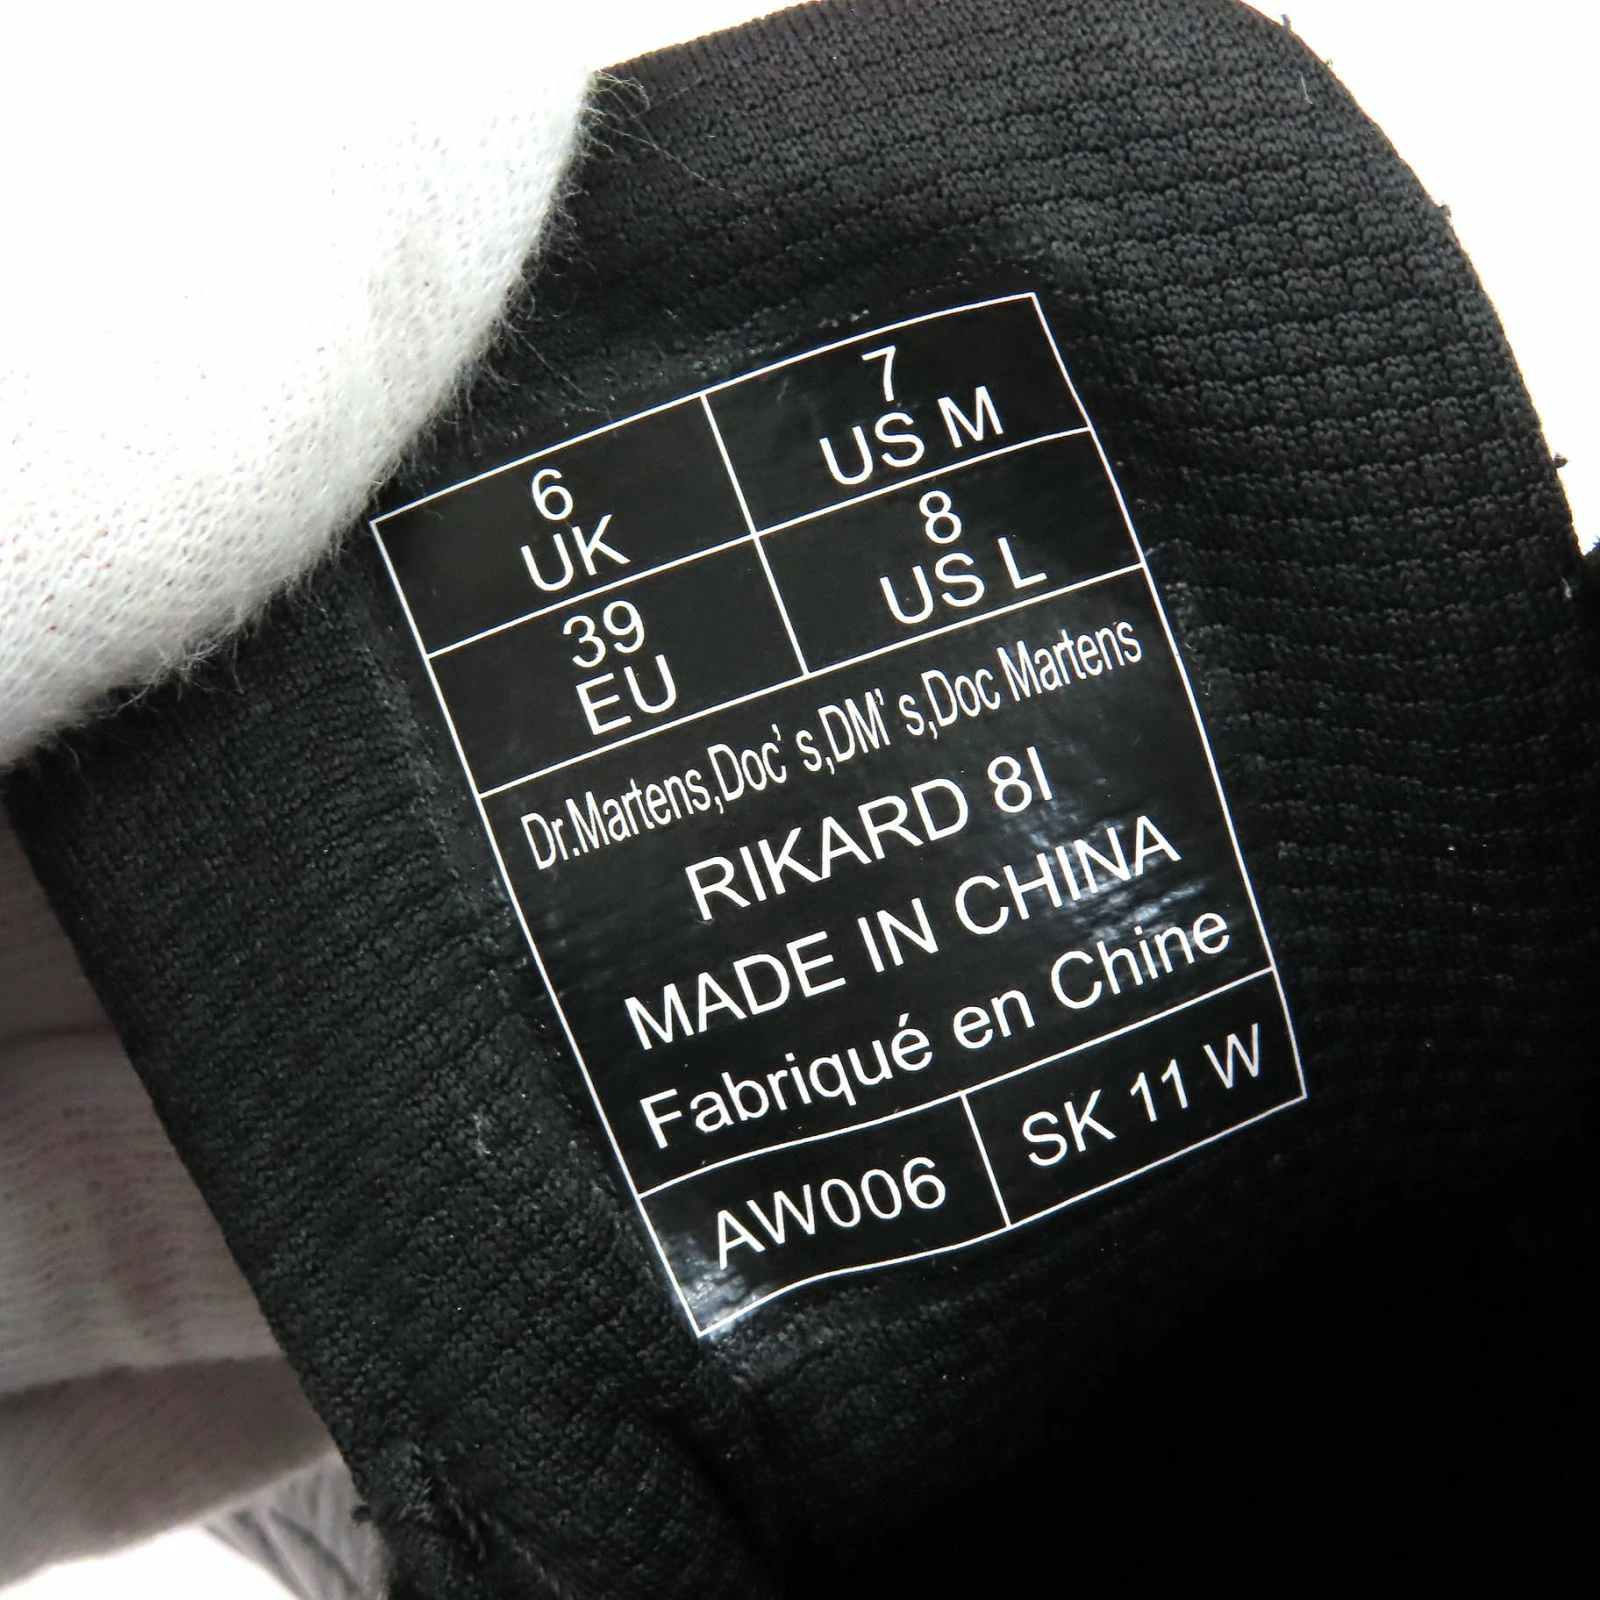 6
UK
7
US M
39
EU
8
US L
Dr.Martens,Doc's,DM's,Doc Martens
RIKARD 8I
MADE IN CHINA
Fabriqué en Chine
AW006
SK 11 W